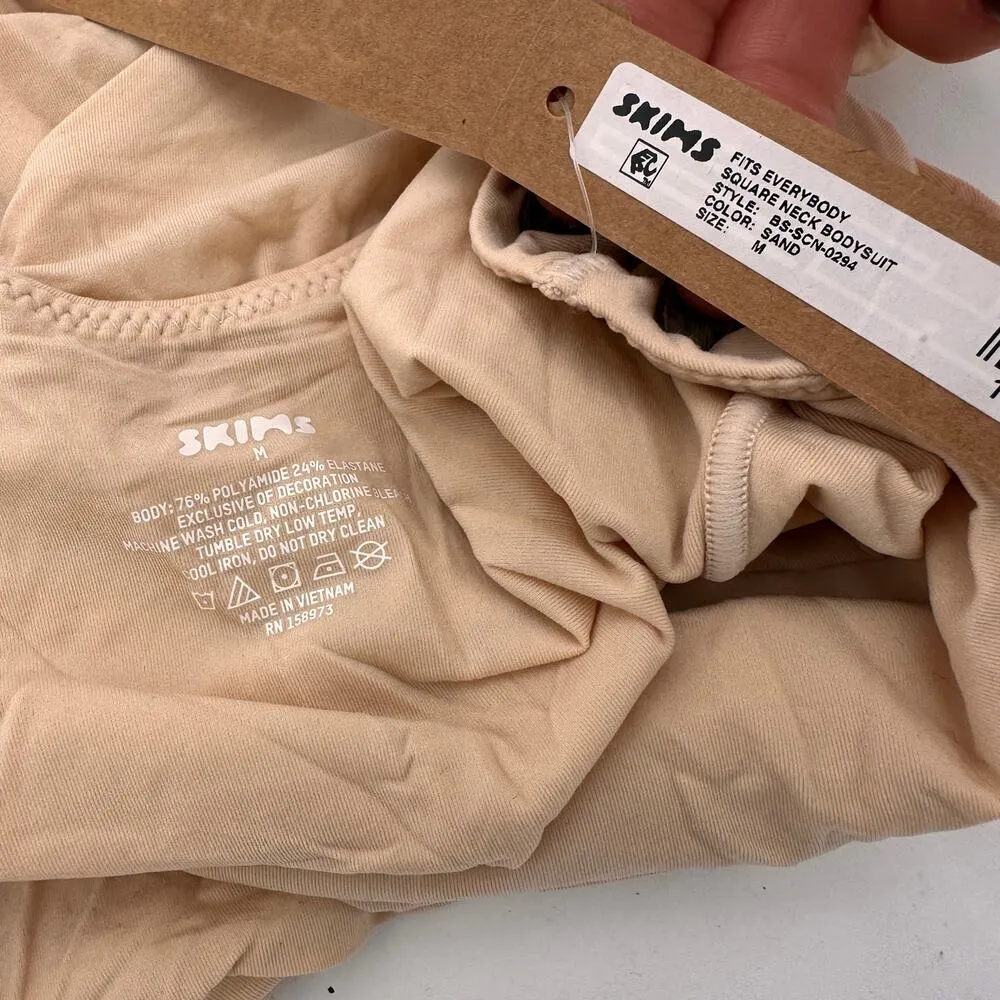 SKIMS
FITS EVERYBODY
SQUARE NECK BODYSUIT
STYLE: BS-SCN-0294
COLOR: SAND
SIZE: M
SKIMS
M
BODY: 76% POLYAMIDE 24% ELASTANE
EXCLUSIVE OF DECORATION
MACHINE WASH COLD, NON-CHLORINE BLEACH
TUMBLE DRY LOW TEMP,
COOL IRON, DO NOT DRY CLEAN
MADE IN VIETNAM
RN 158973